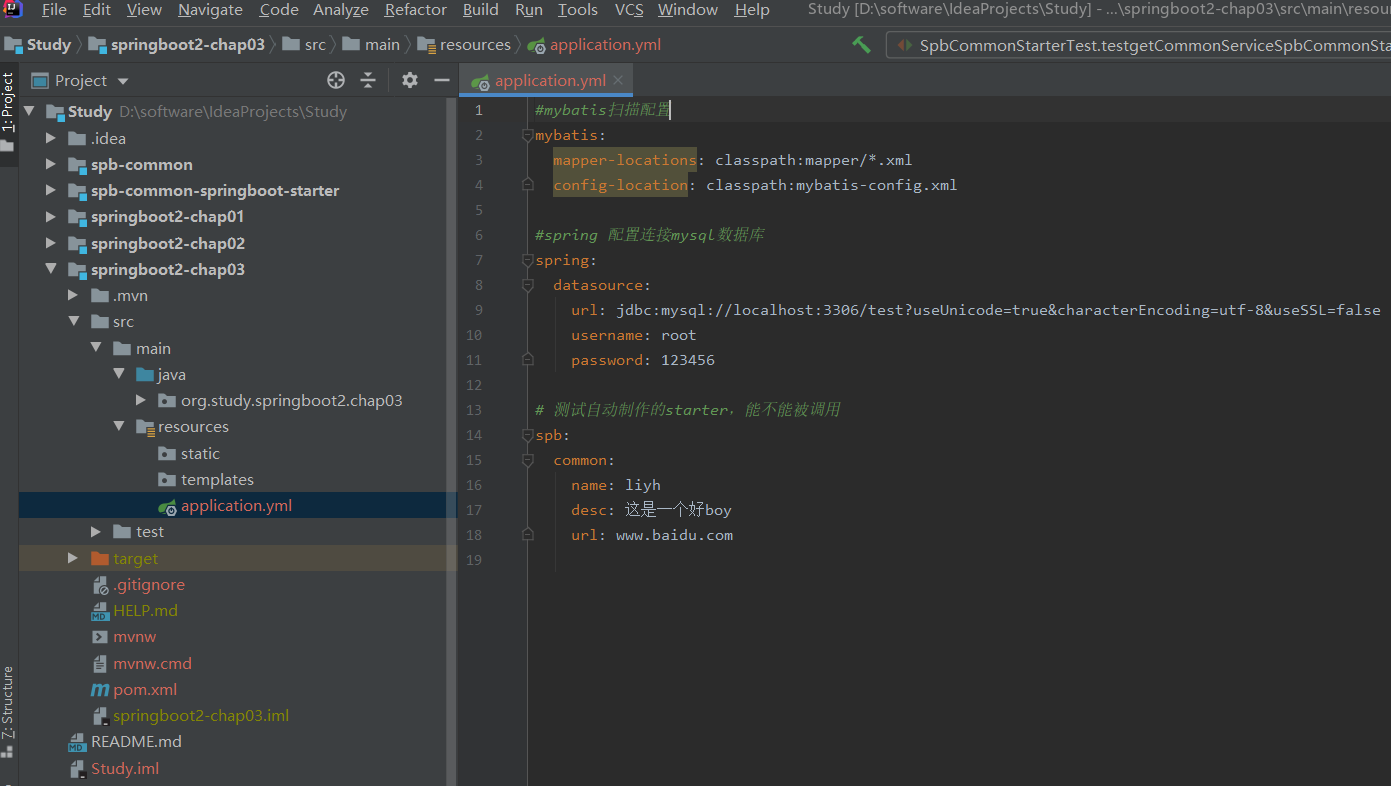 File Edit View Navigate Code Analyze Refactor Build Run Tools VCS Window Help Study [D:\software\IdeaProjects\Study] - ...\springboot2-chap03\src\main\resour
Study springboot2-chap03 src main resources application.yml SpbCommonStarterTest.testgetCommonServiceSpbCommonSta
1: Project
Z: Structure
Project
Study D:\software\IdeaProjects\Study
.idea
spb-common
spb-common-springboot-starter
springboot2-chap01
springboot2-chap02
springboot2-chap03
.mvn
src
main
java
org.study.springboot2.chap03
resources
static
templates
application.yml
test
target
.gitignore
HELP.md
mvnw
mvnw.cmd
pom.xml
springboot2-chap03.iml
README.md
Study.iml
application.yml
1 #mybatis扫描配置
2 mybatis:
3 mapper-locations: classpath:mapper/*.xml
4 config-location: classpath:mybatis-config.xml
5
6 #spring 配置连接mysql数据库
7 spring:
8 datasource:
9 url: jdbc:mysql://localhost:3306/test?useUnicode=true&characterEncoding=utf-8&useSSL=false
10 username: root
11 password: 123456
12
13 # 测试自动制作的starter，能不能被调用
14 spb:
15 common:
16 name: liyh
17 desc: 这是一个好boy
18 url: www.baidu.com
19